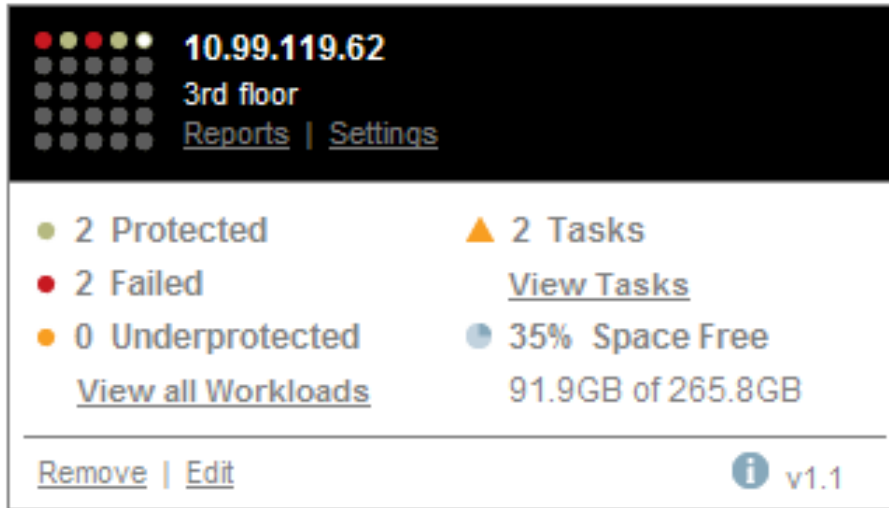 10.99.119.62
3rd floor
Reports | Settings
2 Protected
2 Failed
0 Underprotected
View all Workloads
2 Tasks
View Tasks
35% Space Free
91.9GB of 265.8GB
Remove | Edit
i v1.1